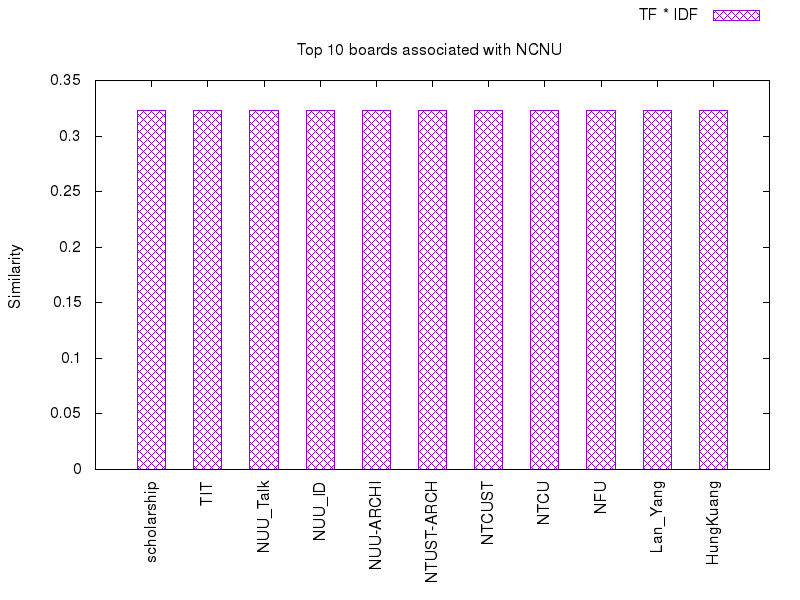 TF * IDF
Top 10 boards associated with NCNU
0.35
0.3
0.25
0.2
0.15
0.1
0.05
0
Similarity
scholarship
TIT
NUU_Talk
NUU_ID
NUU-ARCHI
NTUST-ARCH
NTCUST
NTCU
NFU
Lan_Yang
HungKuang